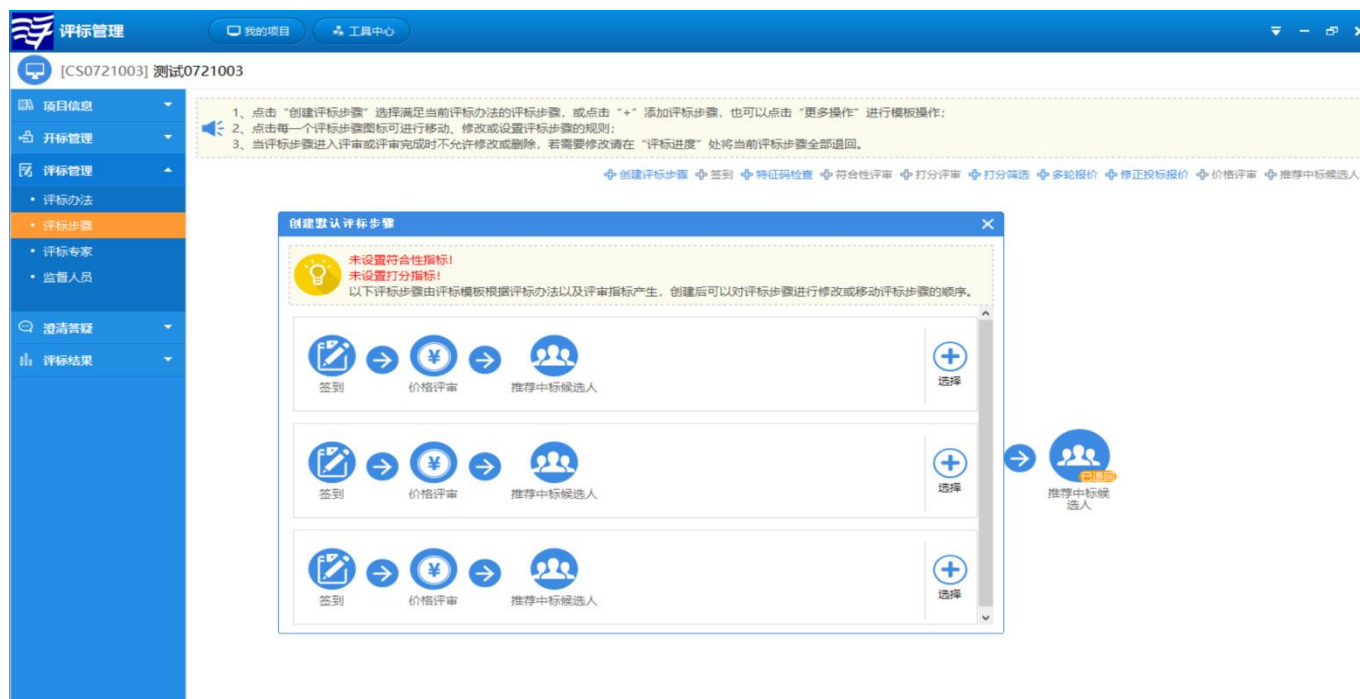 评标管理
我的项目
工具中心
[CS0721003] 测试0721003
项目信息
开标管理
评标管理
• 评标办法
• 评标步骤
• 评标专家
• 监督人员
澄清答疑
评标结果
1、点击“创建评标步骤”选择满足当前评标办法的评标步骤，或点击“+”添加评标步骤，也可以点击“更多操作”进行模板操作；
2、点击每一个评标步骤图标可进行移动、修改或设置评标步骤的规则；
3、当评标步骤进入评审或评审完成时不允许修改或删除，若需要修改请在“评标进度”处将当前评标步骤全部退回。
创建评标步骤 签到 特征码检查 符合性评审 打分评审 打分筛选 多轮报价 修正投标报价 价格评审 推荐中标候选人
创建默认评标步骤
未设置符合性指标!
未设置打分指标!
以下评标步骤由评标模板根据评标办法以及评审指标产生，创建后可以对评标步骤进行修改或移动评标步骤的顺序。
签到 价格评审 推荐中标候选人 选择
签到 价格评审 推荐中标候选人 选择
签到 价格评审 推荐中标候选人 选择
已退回
推荐中标候
选人